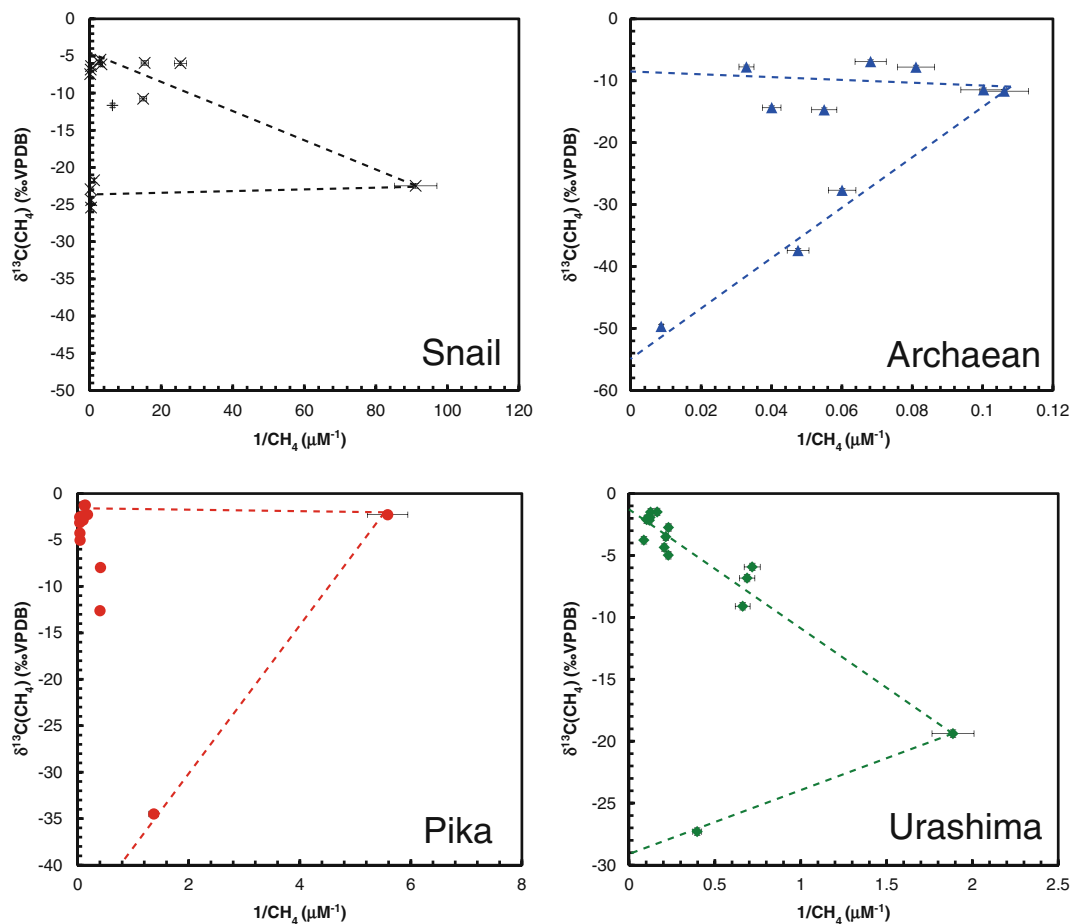 0
-5
-10
-15
-20
-25
-30
-35
-40
-45
-50
δ¹³C(CH₄) (‰VPDB)
Snail
0 20 40 60 80 100 120
1/CH₄ (μM⁻¹)
0
-10
-20
-30
-40
-50
-60
δ¹³C(CH₄) (‰VPDB)
Archaean
0 0.02 0.04 0.06 0.08 0.1 0.12
1/CH₄ (μM⁻¹)
0
-5
-10
-15
-20
-25
-30
-35
-40
δ¹³C(CH₄) (‰VPDB)
Pika
0 2 4 6 8
1/CH₄ (μM⁻¹)
0
-5
-10
-15
-20
-25
-30
δ¹³C(CH₄) (‰VPDB)
Urashima
0 0.5 1 1.5 2 2.5
1/CH₄ (μM⁻¹)